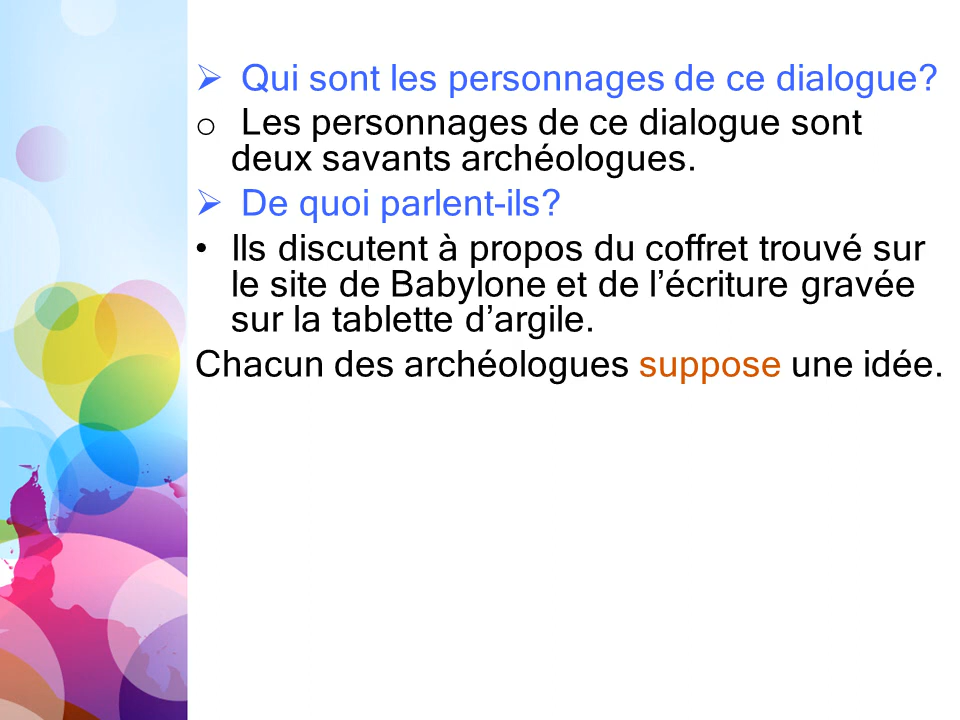 ➢ Qui sont les personnages de ce dialogue?
o Les personnages de ce dialogue sont
deux savants archéologues.
➢ De quoi parlent-ils?
• Ils discutent à propos du coffret trouvé sur
le site de Babylone et de l’écriture gravée
sur la tablette d’argile.
Chacun des archéologues suppose une idée.